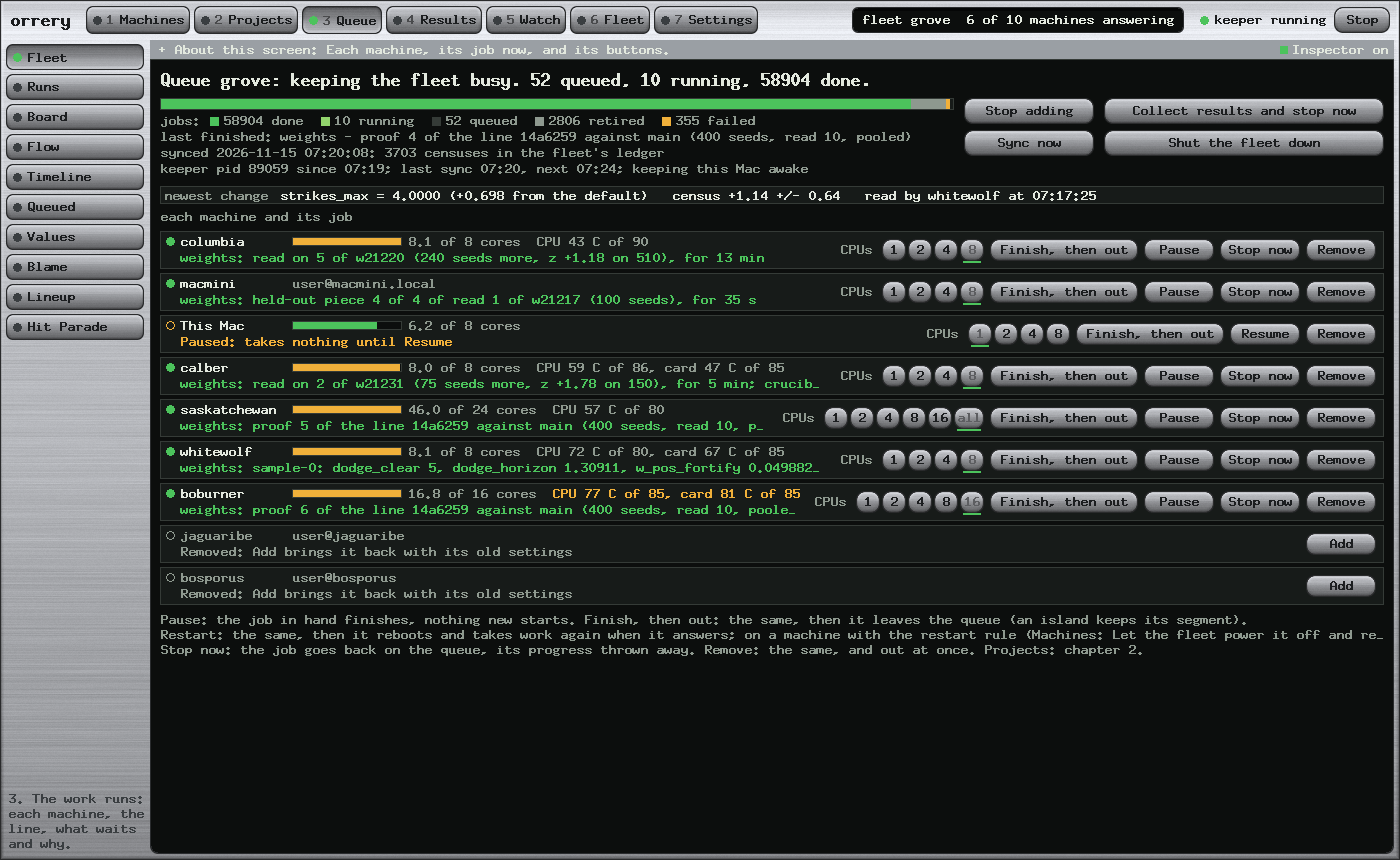 orrery
1 Machines
2 Projects
3 Queue
4 Results
5 Watch
6 Fleet
7 Settings
fleet grove 6 of 10 machines answering
keeper running
Stop
Fleet
Runs
Board
Flow
Timeline
Queued
Values
Blame
Lineup
Hit Parade
3. The work runs:
each machine, the
line, what waits
and why.
+ About this screen: Each machine, its job now, and its buttons.
Inspector on
Queue grove: keeping the fleet busy. 52 queued, 10 running, 58904 done.
Stop adding
Collect results and stop now
jobs: 58904 done 10 running 52 queued 2806 retired 355 failed
last finished: weights - proof 4 of the line 14a6259 against main (400 seeds, read 10, pooled)
Sync now
Shut the fleet down
synced 2026-11-15 07:20:08: 3703 censuses in the fleet's ledger
keeper pid 89059 since 07:19; last sync 07:20, next 07:24; keeping this Mac awake
newest change strikes_max = 4.0000 (+0.698 from the default) census +1.14 +/- 0.64 read by whitewolf at 07:17:25
each machine and its job
columbia 8.1 of 8 cores CPU 43 C of 90
weights: read on 5 of w21220 (240 seeds more, z +1.18 on 510), for 13 min
CPUs 1 2 4 8 Finish, then out Pause Stop now Remove
macmini user@macmini.local
weights: held-out piece 4 of 4 of read 1 of w21217 (100 seeds), for 35 s
CPUs 1 2 4 8 Finish, then out Pause Stop now Remove
This Mac 6.2 of 8 cores
Paused: takes nothing until Resume
CPUs 1 2 4 8 Finish, then out Resume Remove
calber 8.0 of 8 cores CPU 59 C of 86, card 47 C of 85
weights: read on 2 of w21231 (75 seeds more, z +1.78 on 150), for 5 min; crucib_
CPUs 1 2 4 8 Finish, then out Pause Stop now Remove
saskatchewan 46.0 of 24 cores CPU 57 C of 80
weights: proof 5 of the line 14a6259 against main (400 seeds, read 10, p_
CPUs 1 2 4 8 16 all Finish, then out Pause Stop now Remove
whitewolf 8.1 of 8 cores CPU 72 C of 80, card 67 C of 85
weights: sample-0: dodge_clear 5, dodge_horizon 1.30911, w_pos_fortify 0.049882_
CPUs 1 2 4 8 Finish, then out Pause Stop now Remove
boburner 16.8 of 16 cores CPU 77 C of 85, card 81 C of 85
weights: proof 6 of the line 14a6259 against main (400 seeds, read 10, poole_
CPUs 1 2 4 8 16 Finish, then out Pause Stop now Remove
jaguaribe user@jaguaribe
Removed: Add brings it back with its old settings
Add
bosporus user@bosporus
Removed: Add brings it back with its old settings
Add
Pause: the job in hand finishes, nothing new starts. Finish, then out: the same, then it leaves the queue (an island keeps its segment).
Restart: the same, then it reboots and takes work again when it answers; on a machine with the restart rule (Machines: Let the fleet power it off and re_
Stop now: the job goes back on the queue, its progress thrown away. Remove: the same, and out at once. Projects: chapter 2.